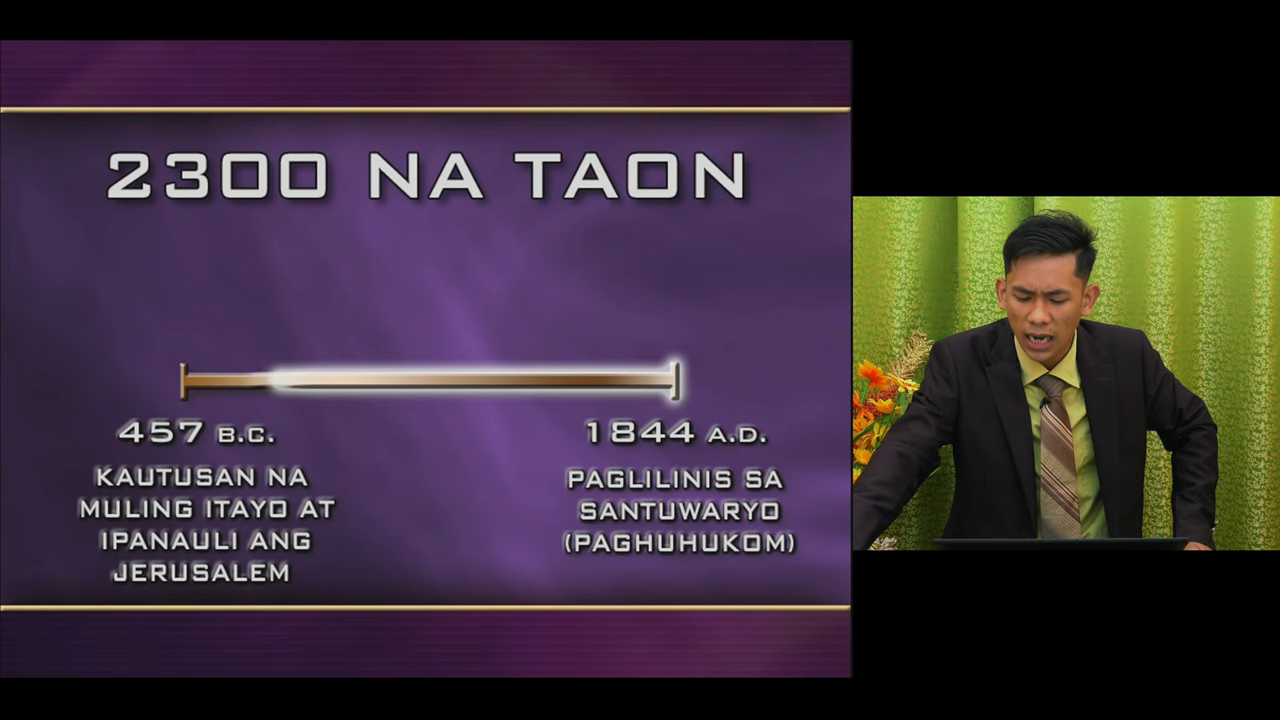 2300 NA TAON
457 B.C.
KAUTUSAN NA
MULING ITAYO AT
IPANAULI ANG
JERUSALEM
1844 A.D.
PAGLILINIS SA
SANTUWARYO
(PAGHUHUKOM)